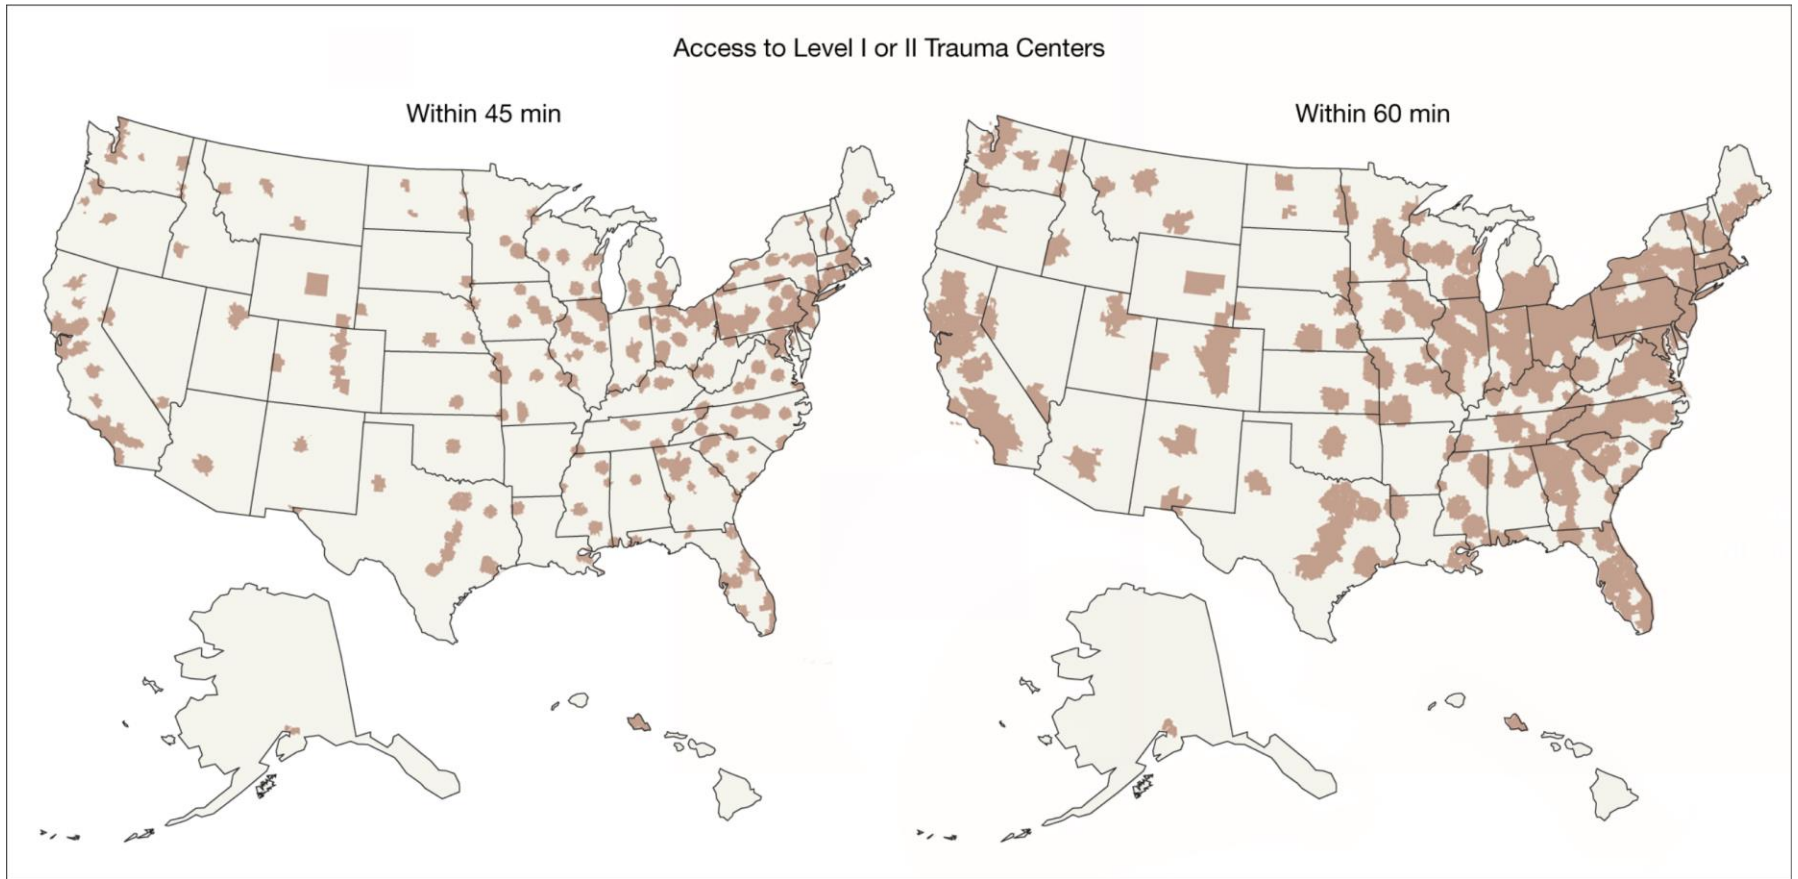 Access to Level I or II Trauma Centers
Within 45 min
Within 60 min